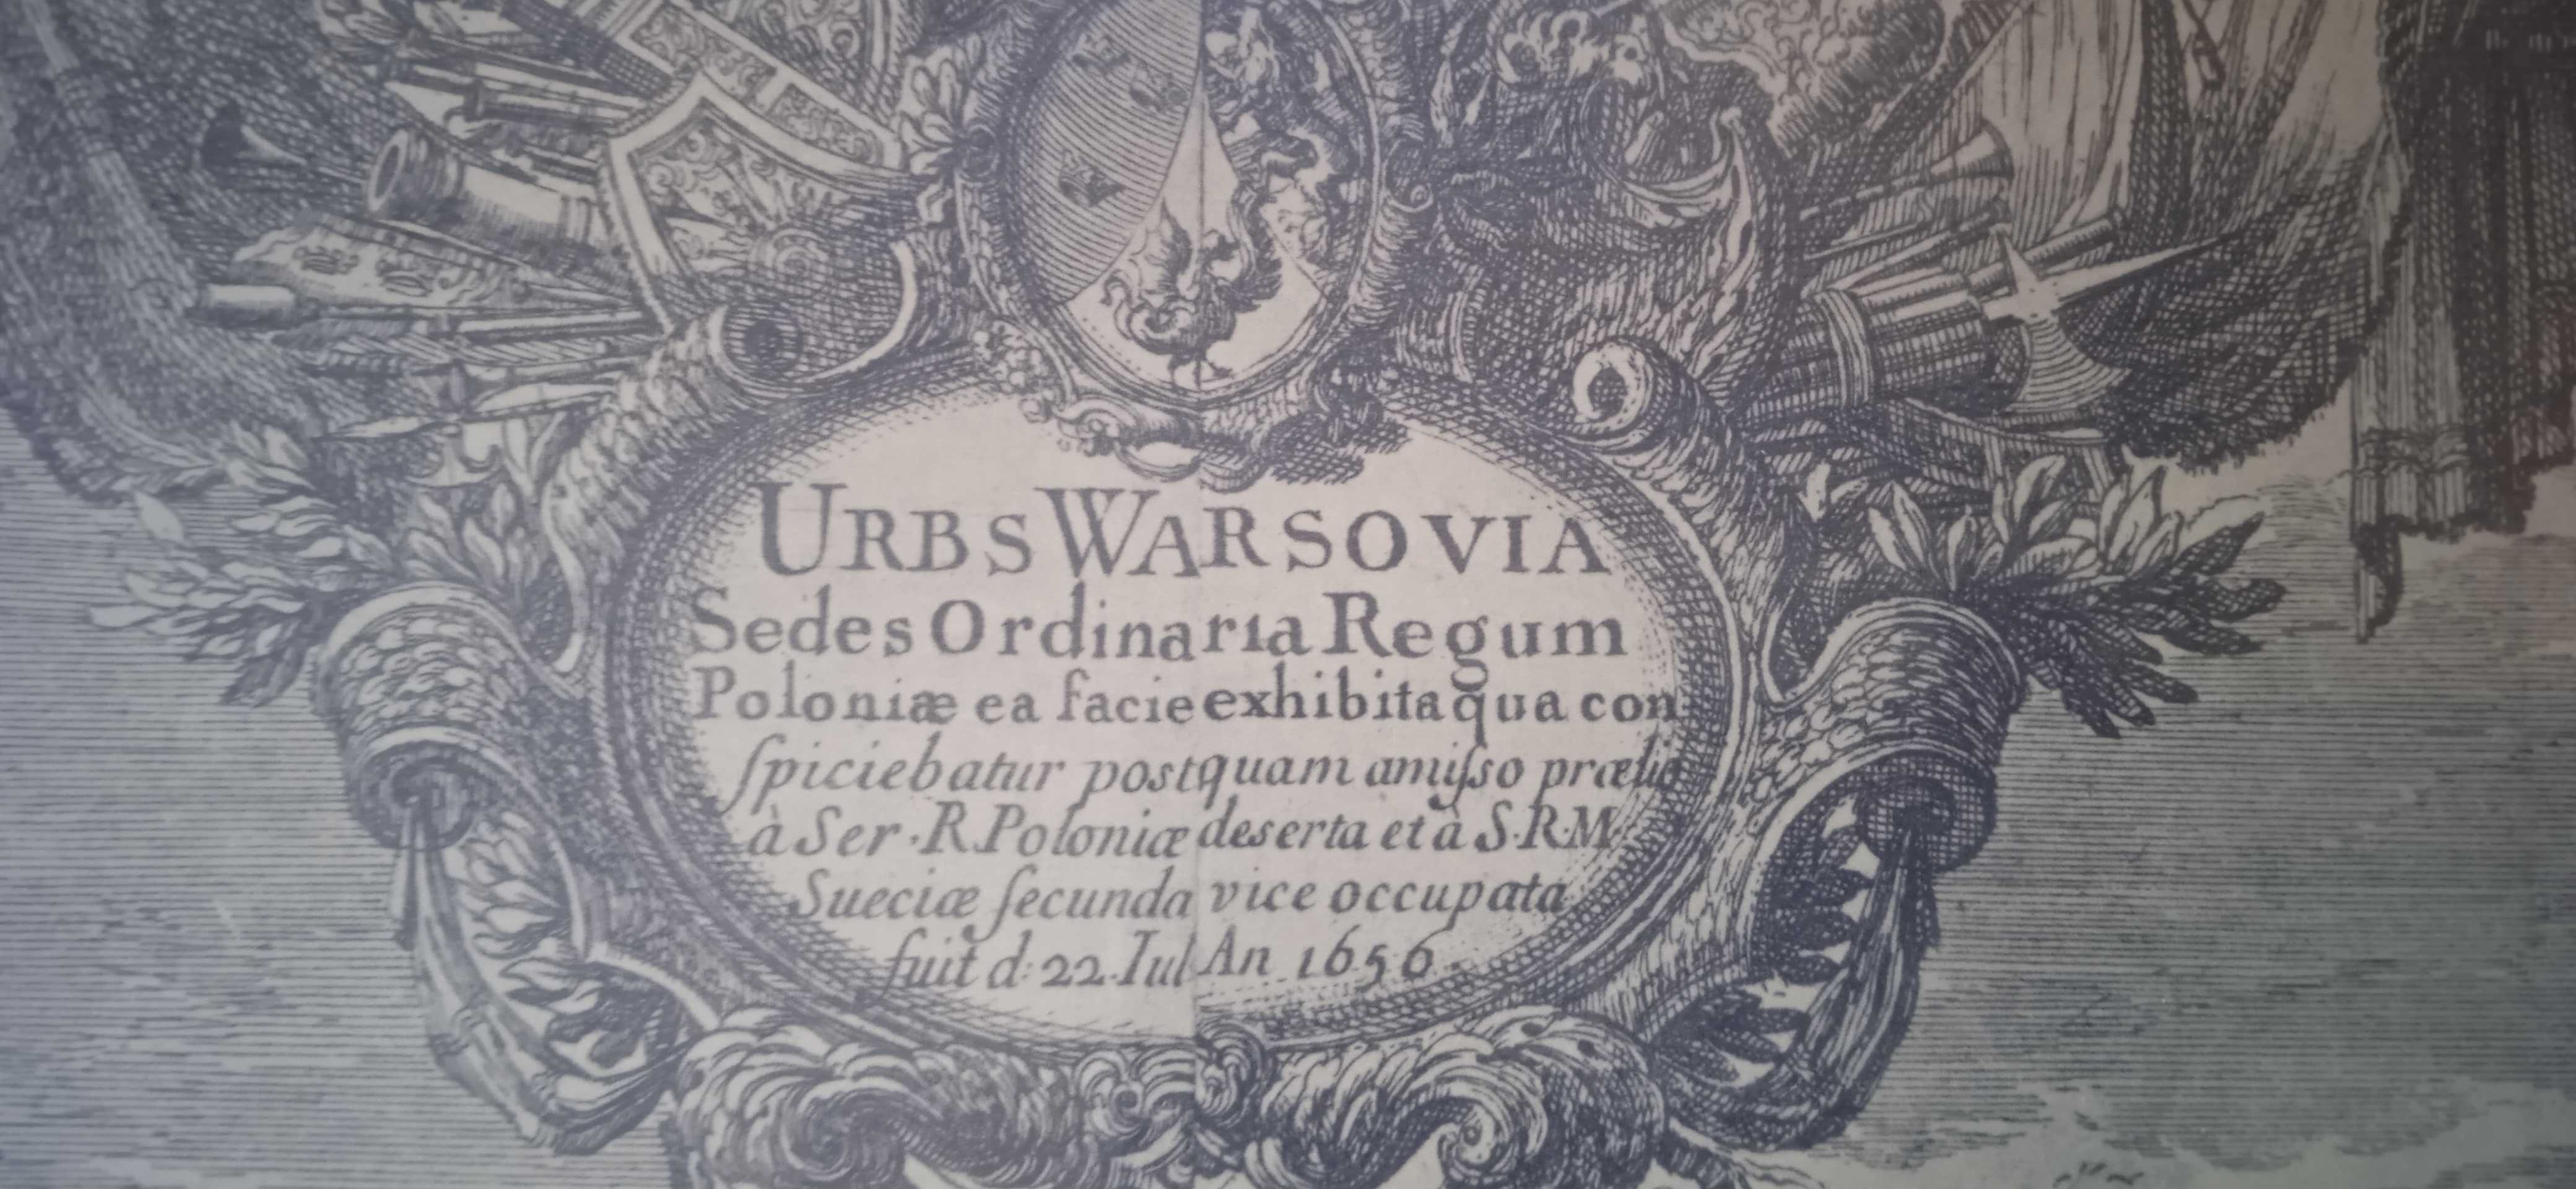 URBS WARSOVIA
Sedes Ordinaria Regum
Poloniæ ea facie exhibita qua con
ſpiciebatur postquam amiſso prælio
à Ser. R. Poloniæ deserta et à S.R.M.
Sueciæ ſecunda vice occupata
fuit d: 22. Iul An 1656.